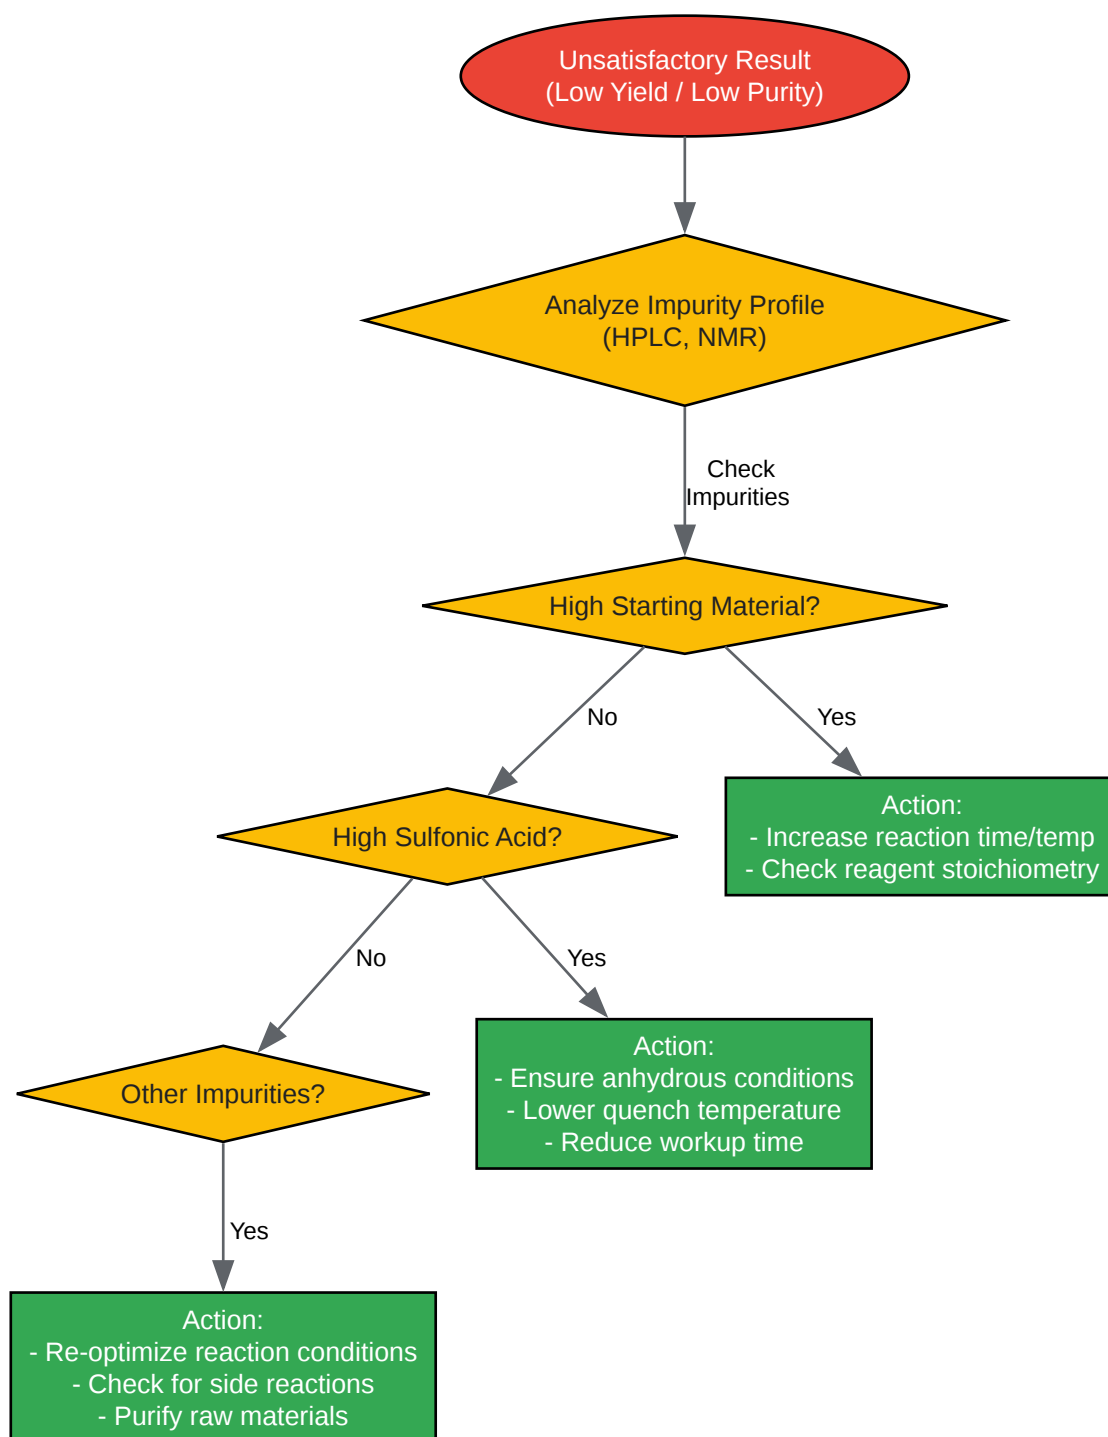 Unsatisfactory Result
(Low Yield / Low Purity)
Analyze Impurity Profile
(HPLC, NMR)
Check
Impurities
High Starting Material?
No
Yes
Action:
- Increase reaction time/temp
- Check reagent stoichiometry
High Sulfonic Acid?
No
Yes
Action:
- Ensure anhydrous conditions
- Lower quench temperature
- Reduce workup time
Other Impurities?
Yes
Action:
- Re-optimize reaction conditions
- Check for side reactions
- Purify raw materials